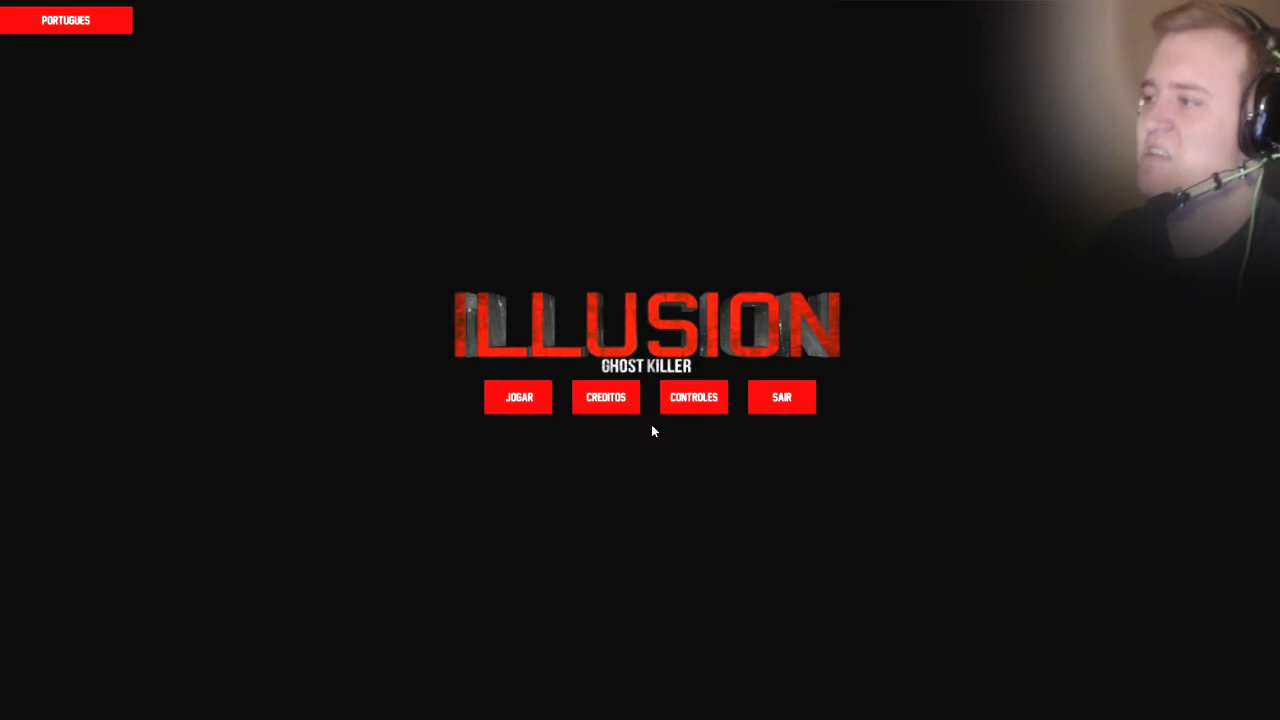 PORTUGUES
ILLUSION
GHOST KILLER
JOGAR
CREDITOS
CONTROLES
SAIR